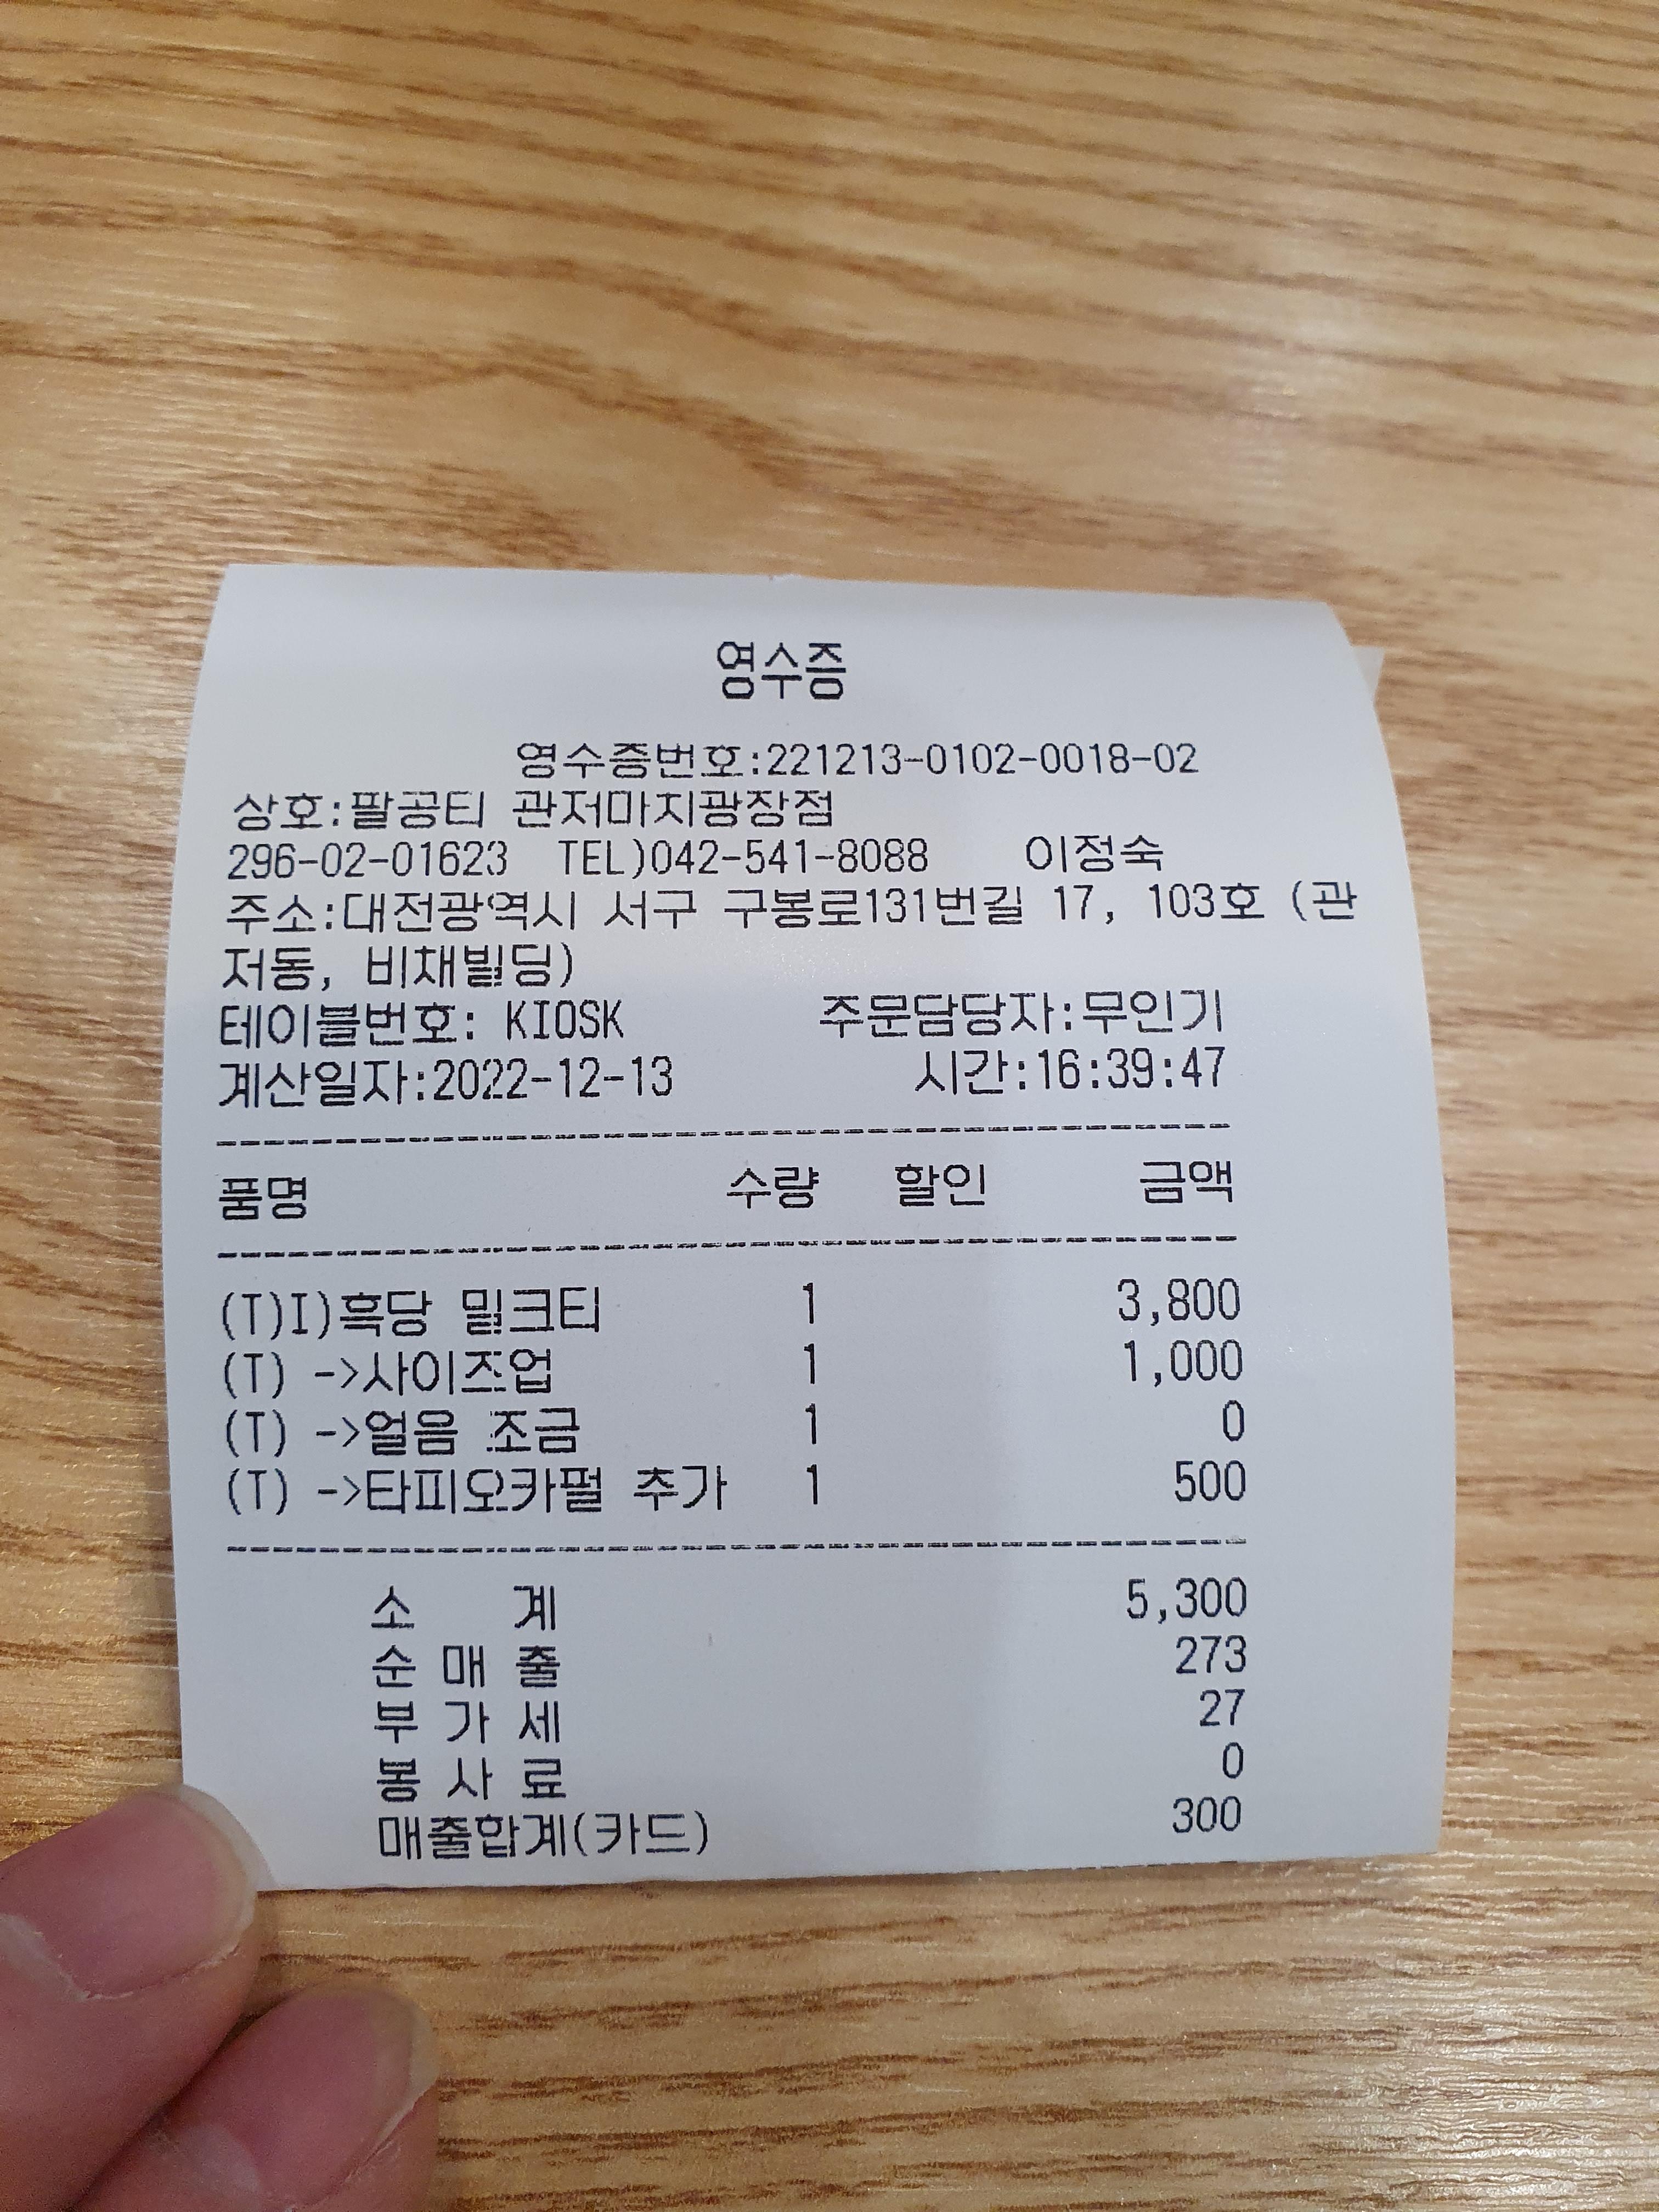 영수증
영수증번호:221213-0102-0018-02
상호:팔공티 관저마치광장점
296-02-01623 TEL)042-541-8088 이정숙
주소:대전광역시 서구 구봉로131번길 17, 103호 (관
저동, 비채빌딩)
테이블번호: KIOSK 주문담당자:무인기
계산일자:2022-12-13 시간:16:39:47
품명 수량 할인 금액
(T)I)흑당 밀크티 1 3,800
(T) ->사이즈업 1 1,000
(T) ->얼음 조금 1 0
(T) ->타피오카펄 추가 1 500
소 계 5,300
순 매 출 273
부 가 세 27
봉 사 료 0
매출합계(카드) 300